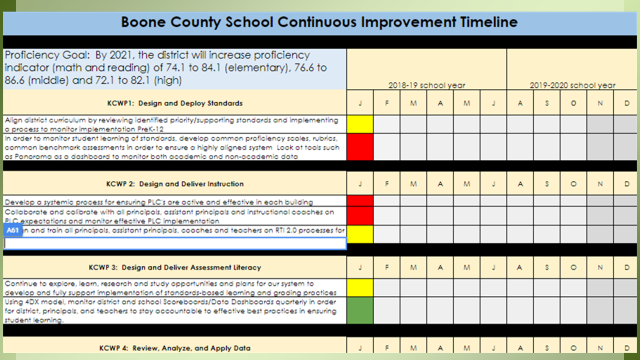 Boone County School Continuous Improvement Timeline
Proficiency Goal: By 2021, the district will increase proficiency
indicator (math and reading) of 74.1 to 84.1 (elementary), 76.6 to
86.6 (middle) and 72.1 to 82.1 (high)
2018-19 school year 2019-2020 school year
KCWP1: Design and Deploy Standards J F M A M J A S O N D
Align district curriculum by reviewing identified priority/supporting standards and implementing
a process to monitor implementation PreK-12
In order to monitor student learning of standards, develop common proficiency scales, rubrics,
common benchmark assessments in order to ensure a highly aligned system Look at tools such
as Panorama as a dashboard to monitor both academic and non-academic data
KCWP 2: Design and Deliver Instruction J F M A M J A S O N D
Develop a systemic process for ensuring PLC's are active and effective in each building
Collaborate and calibrate with all principals, assistant principals and instructional coaches on
PLC expectations and monitor effective PLC implementation
A61 n and train all principals, assistant principals, coaches and teachers on RTI 2.0 processes for
KCWP 3: Design and Deliver Assessment Literacy J F M A M J A S O N D
Continue to explore, learn, research and study opportunities and plans for our system to
develop and fully support implementation of standards-based learning and grading practices
Using 4DX model, monitor district and school Scoreboards/Data Dashboards quarterly in order
for district, principals, and teachers to stay accountable to effective best practices in ensuring
student learning.
KCWP 4: Review, Analyze, and Apply Data J F M A M J A S O N D